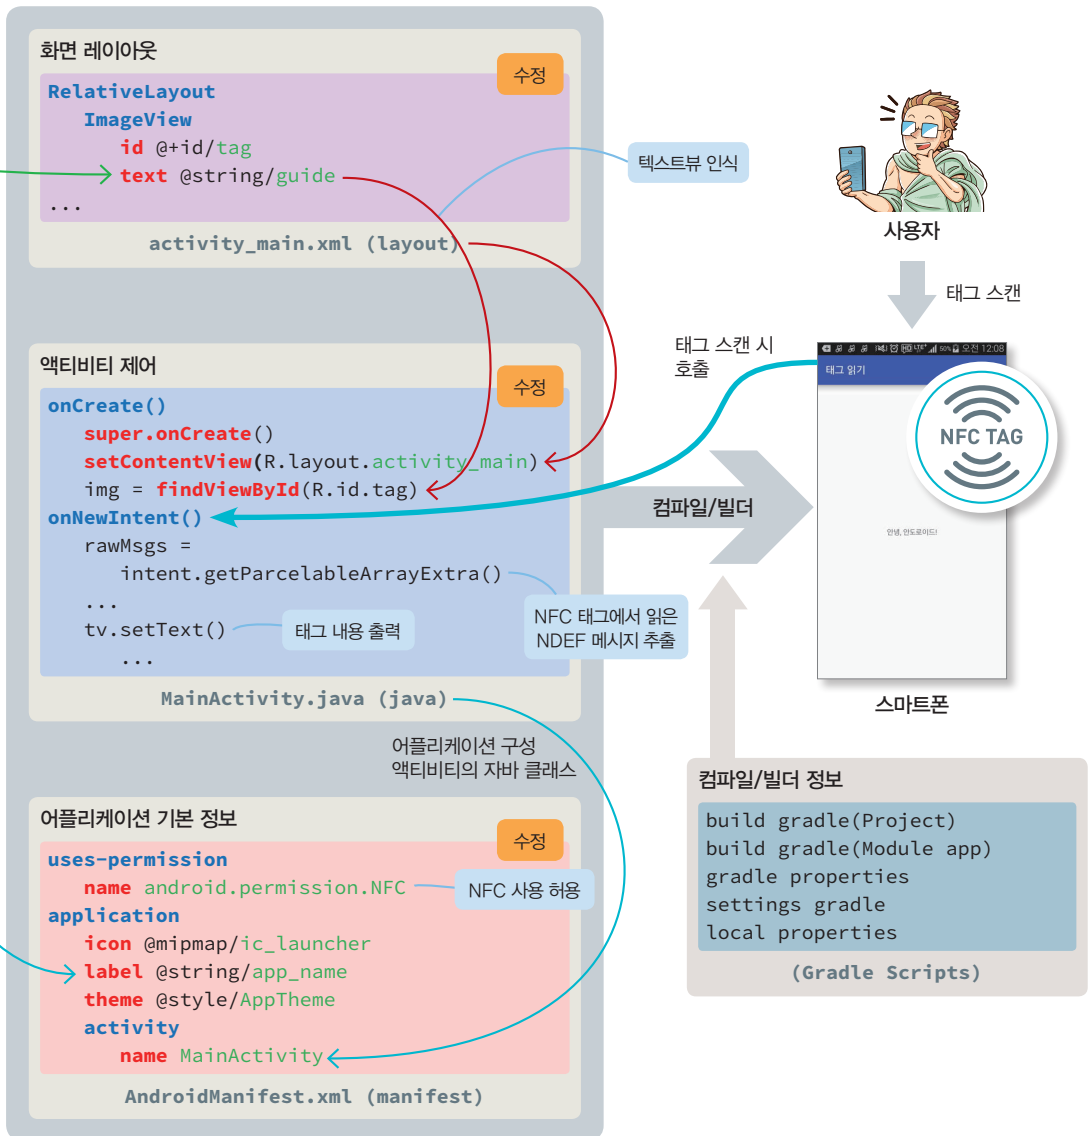 화면 레이아웃
수정
RelativeLayout
ImageView
id @+id/tag
text @string/guide
...
activity_main.xml (layout)
텍스트뷰 인식
사용자
태그 스캔
액티비티 제어
수정
onCreate()
super.onCreate()
setContentView(R.layout.activity_main)
img = findViewById(R.id.tag)
onNewIntent()
rawMsgs =
intent.getParcelableArrayExtra()
...
tv.setText()
...
태그 내용 출력
NFC 태그에서 읽은
NDEF 메시지 추출
MainActivity.java (java)
태그 스캔 시
호출
컴파일/빌더
50%
오전 12:08
태그 읽기
NFC TAG
안녕, 안드로이드!
스마트폰
어플리케이션 구성
액티비티의 자바 클래스
어플리케이션 기본 정보
수정
uses-permission
name android.permission.NFC
NFC 사용 허용
application
icon @mipmap/ic_launcher
label @string/app_name
theme @style/AppTheme
activity
name MainActivity
AndroidManifest.xml (manifest)
컴파일/빌더 정보
build gradle(Project)
build gradle(Module app)
gradle properties
settings gradle
local properties
(Gradle Scripts)